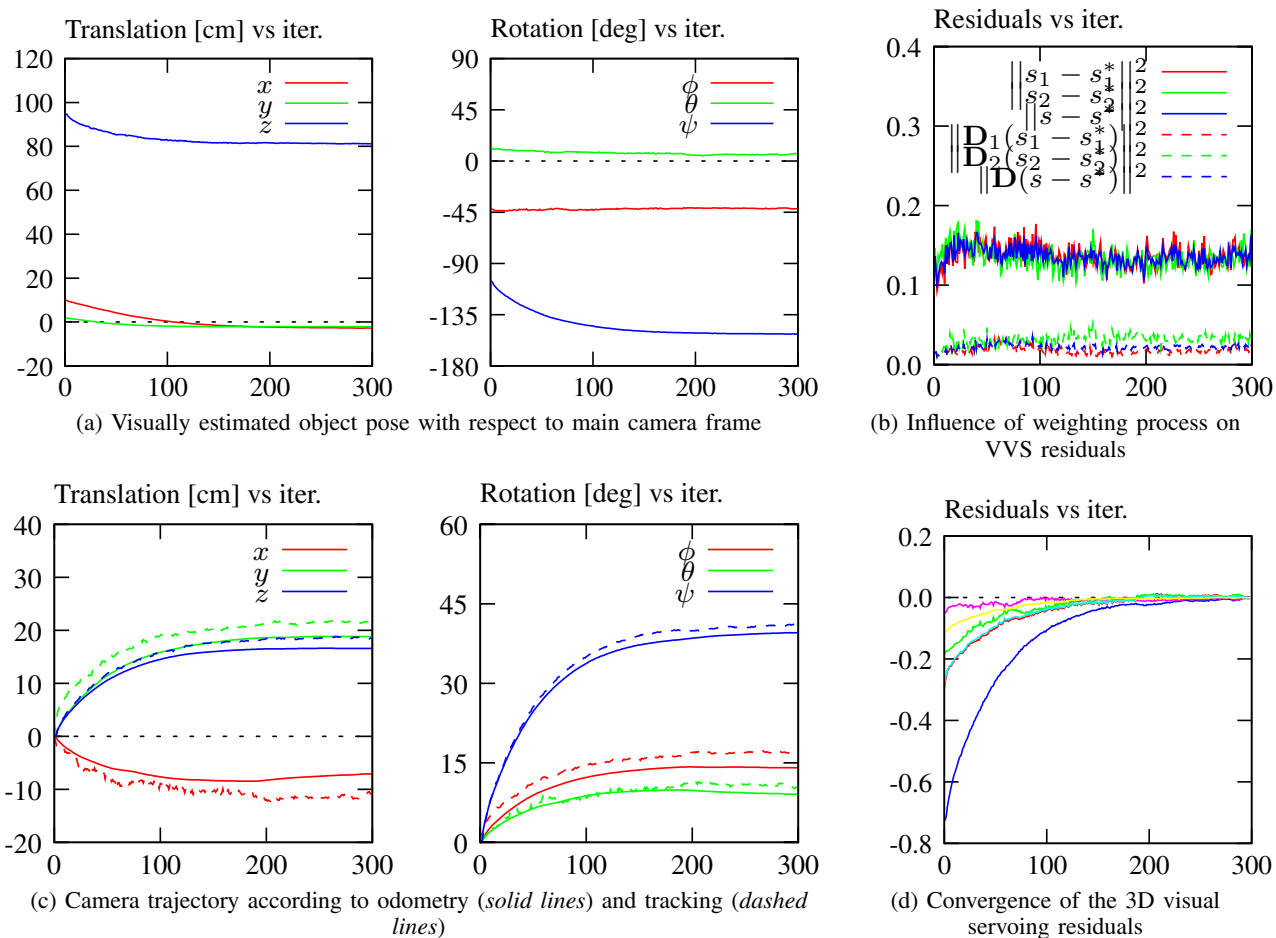 Translation [cm] vs iter.
120
100
80
60
40
20
0
-20
x
y
z
0 100 200 300
Rotation [deg] vs iter.
90
45
0
-45
-90
-135
-180
ϕ
θ
ψ
0 100 200 300
(a) Visually estimated object pose with respect to main camera frame
Residuals vs iter.
0.4
0.3
0.2
0.1
0.0
||s₁ − s₁*||²
||s₂ − s₂*||²
||s − s*||²
||D₁(s₁ − s₁*)||²
||D₂(s₂ − s₂*)||²
||D(s − s*)||²
0 100 200 300
(b) Influence of weighting process on
VVS residuals
Translation [cm] vs iter.
40
30
20
10
0
-10
-20
x
y
z
0 100 200 300
Rotation [deg] vs iter.
60
45
30
15
0
ϕ
θ
ψ
0 100 200 300
(c) Camera trajectory according to odometry (solid lines) and tracking (dashed
lines)
Residuals vs iter.
0.2
0.0
-0.2
-0.4
-0.6
-0.8
0 100 200 300
(d) Convergence of the 3D visual
servoing residuals